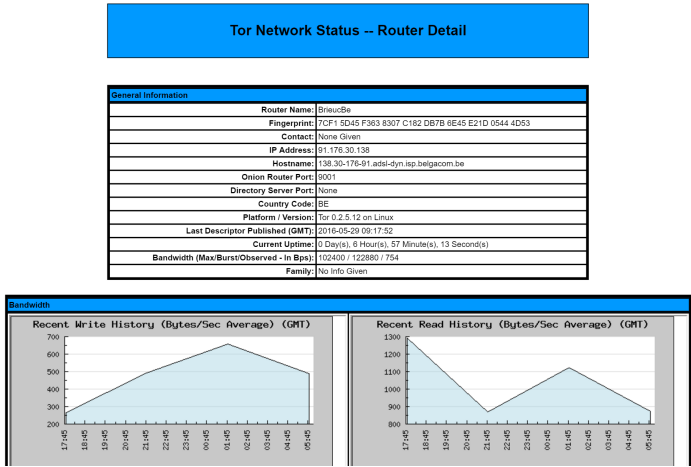 Tor Network Status -- Router Detail
General Information
Router Name: BrieucBe
Fingerprint: 7CF1 5D45 F363 8307 C182 DB7B 6E45 E21D 0544 4D53
Contact: None Given
IP Address: 91.176.30.138
Hostname: 138.30-176-91.adsl-dyn.isp.belgacom.be
Onion Router Port: 9001
Directory Server Port: None
Country Code: BE
Platform / Version: Tor 0.2.5.12 on Linux
Last Descriptor Published (GMT): 2016-05-29 09:17:52
Current Uptime: 0 Day(s), 6 Hour(s), 57 Minute(s), 13 Second(s)
Bandwidth (Max/Burst/Observed - In Bps): 102400 / 122880 / 754
Family: No Info Given
Bandwidth
Recent Write History (Bytes/Sec Average) (GMT)
700
600
500
400
300
200
17:45 18:45 19:45 20:45 21:45 22:45 23:45 00:45 01:45 02:45 03:45 04:45 05:45
Recent Read History (Bytes/Sec Average) (GMT)
1300
1200
1100
1000
900
800
17:45 18:45 19:45 20:45 21:45 22:45 23:45 00:45 01:45 02:45 03:45 04:45 05:45